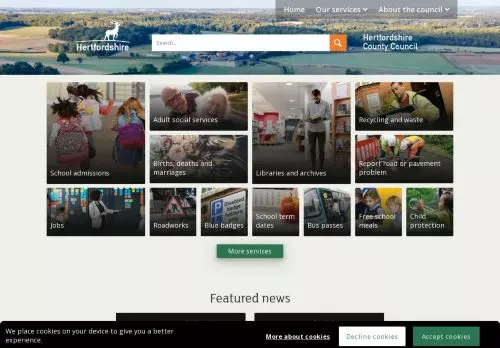 Home
Our services
About the council
Hertfordshire
Search...
Hertfordshire
County Council
School admissions
Adult social services
Births, deaths and
marriages
Libraries and archives
Recycling and waste
Report road or pavement
problem
Jobs
Roadworks
Disabled
badge
Blue badges
School term
dates
Bus passes
Free school
meals
Child
protection
More services
Featured news
We place cookies on your device to give you a better
experience.
More about cookies
Decline cookies
Accept cookies